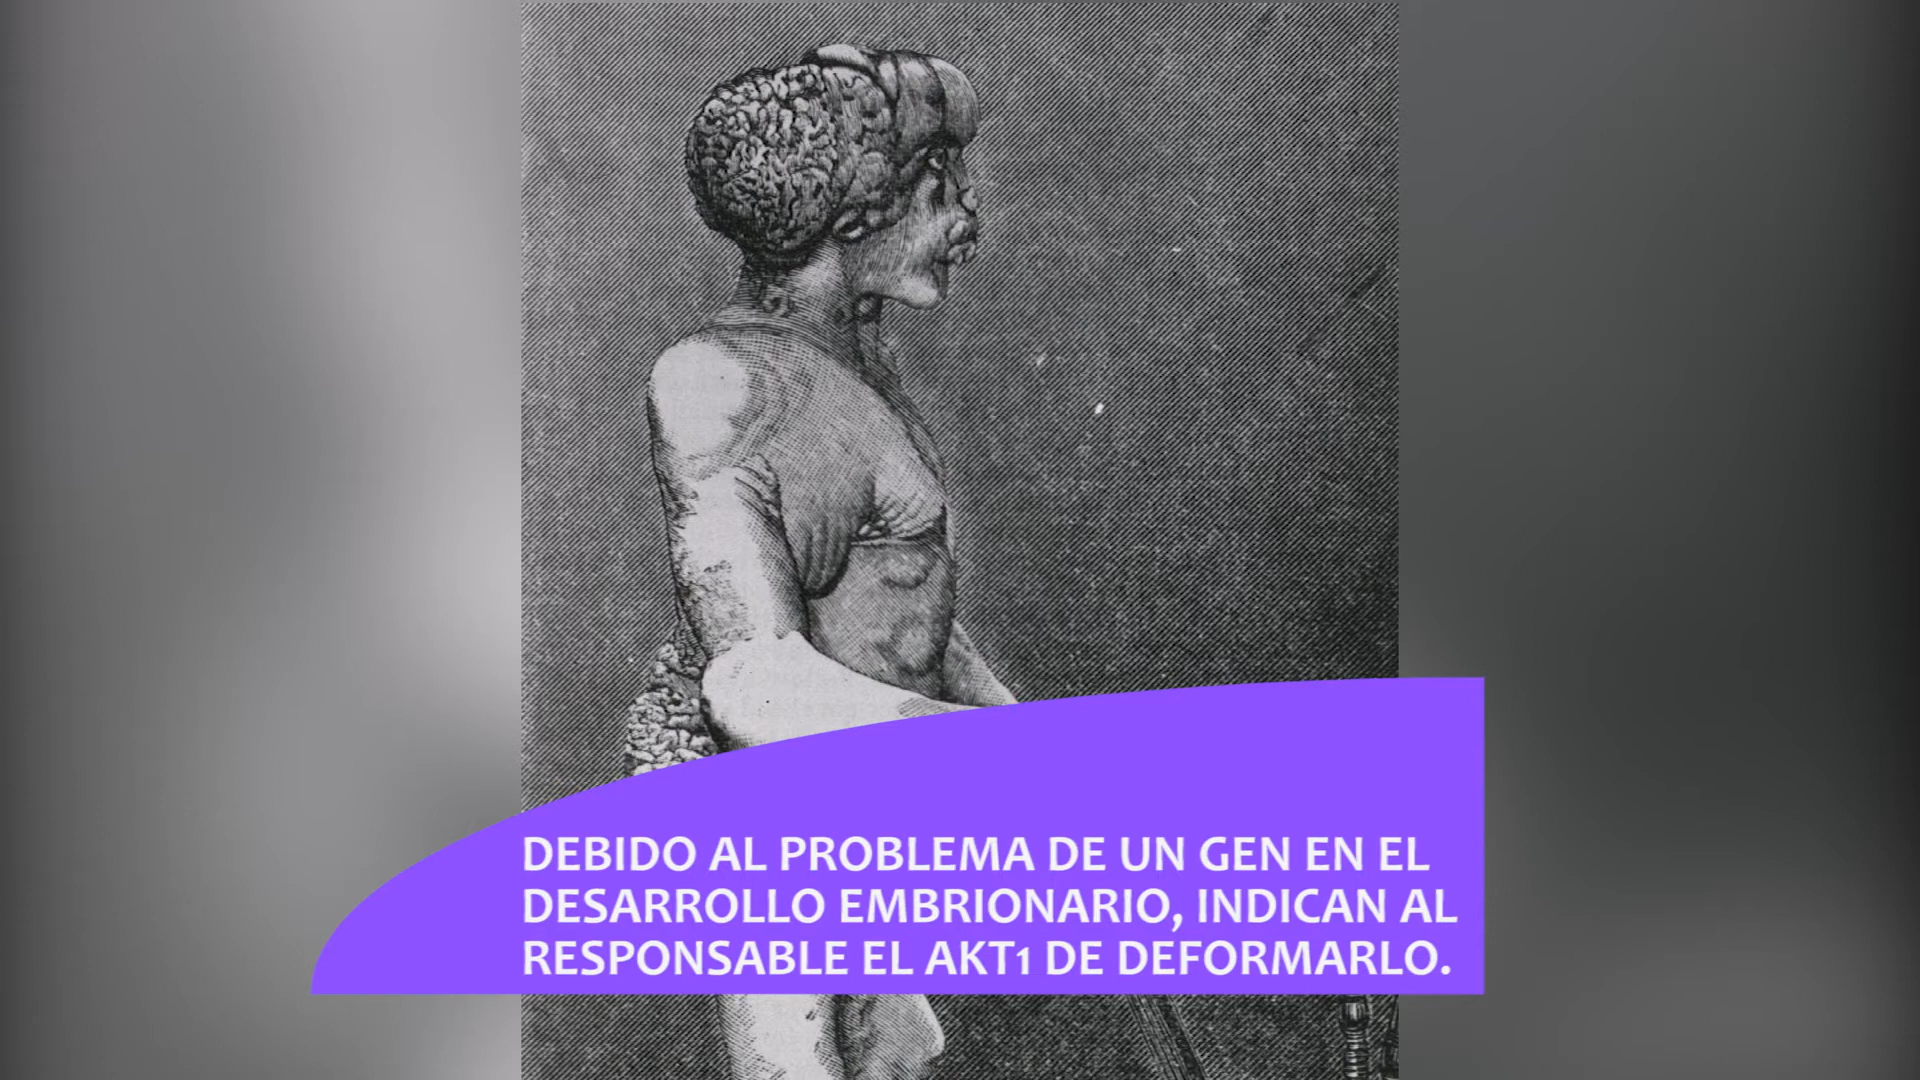 DEBIDO AL PROBLEMA DE UN GEN EN EL
DESARROLLO EMBRIONARIO, INDICAN AL
RESPONSABLE EL AKT1 DE DEFORMARLO.